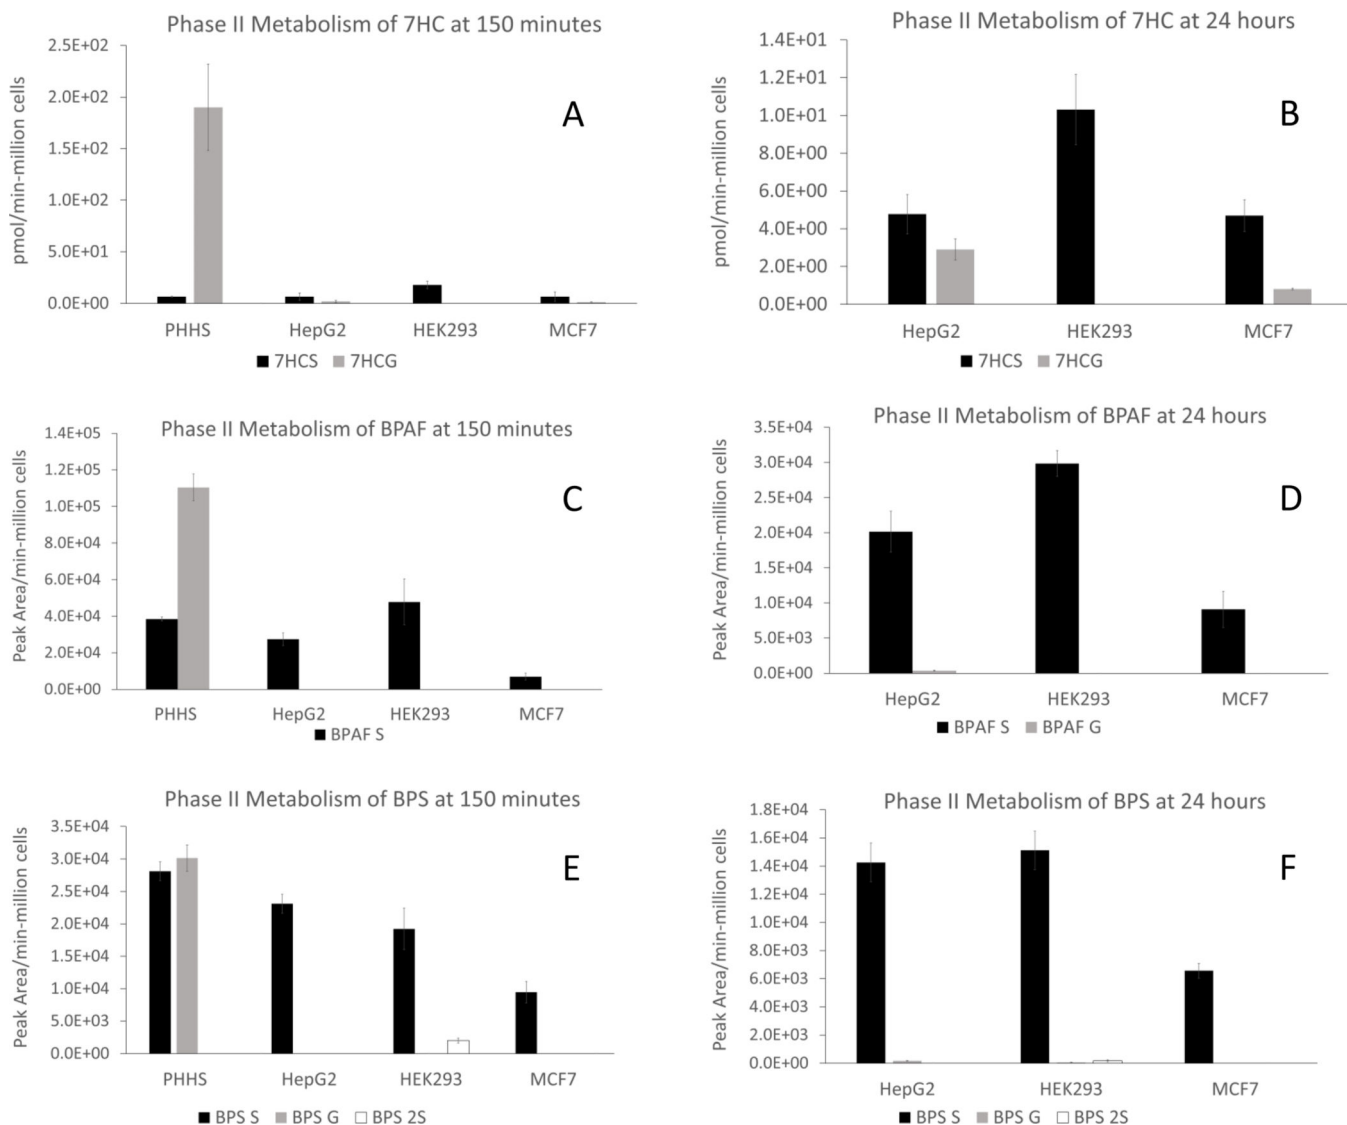 Phase II Metabolism of 7HC at 150 minutes
pmol/min-million cells
2.5E+02
2.0E+02
1.5E+02
1.0E+02
5.0E+01
0.0E+00
A
PHHS HepG2 HEK293 MCF7
7HCS 7HCG
Phase II Metabolism of 7HC at 24 hours
pmol/min-million cells
1.4E+01
1.2E+01
1.0E+01
8.0E+00
6.0E+00
4.0E+00
2.0E+00
0.0E+00
B
HepG2 HEK293 MCF7
7HCS 7HCG
Phase II Metabolism of BPAF at 150 minutes
Peak Area/min-million cells
1.4E+05
1.2E+05
1.0E+05
8.0E+04
6.0E+04
4.0E+04
2.0E+04
0.0E+00
C
PHHS HepG2 HEK293 MCF7
BPAF S
Phase II Metabolism of BPAF at 24 hours
Peak Area/min-million cells
3.5E+04
3.0E+04
2.5E+04
2.0E+04
1.5E+04
1.0E+04
5.0E+03
0.0E+00
D
HepG2 HEK293 MCF7
BPAF S BPAF G
Phase II Metabolism of BPS at 150 minutes
Peak Area/min-million cells
3.5E+04
3.0E+04
2.5E+04
2.0E+04
1.5E+04
1.0E+04
5.0E+03
0.0E+00
E
PHHS HepG2 HEK293 MCF7
BPS S BPS G BPS 2S
Phase II Metabolism of BPS at 24 hours
Peak Area/min-million cells
1.8E+04
1.6E+04
1.4E+04
1.2E+04
1.0E+04
8.0E+03
6.0E+03
4.0E+03
2.0E+03
0.0E+00
F
HepG2 HEK293 MCF7
BPS S BPS G BPS 2S